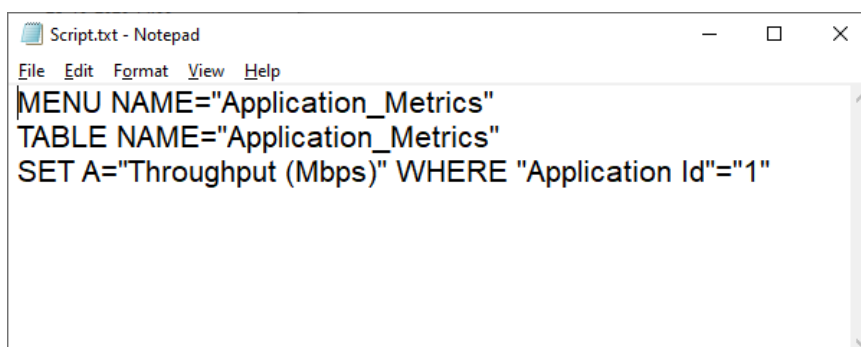 Script.txt - Notepad
File Edit Format View Help
MENU NAME="Application_Metrics"
TABLE NAME="Application_Metrics"
SET A="Throughput (Mbps)" WHERE "Application Id"="1"